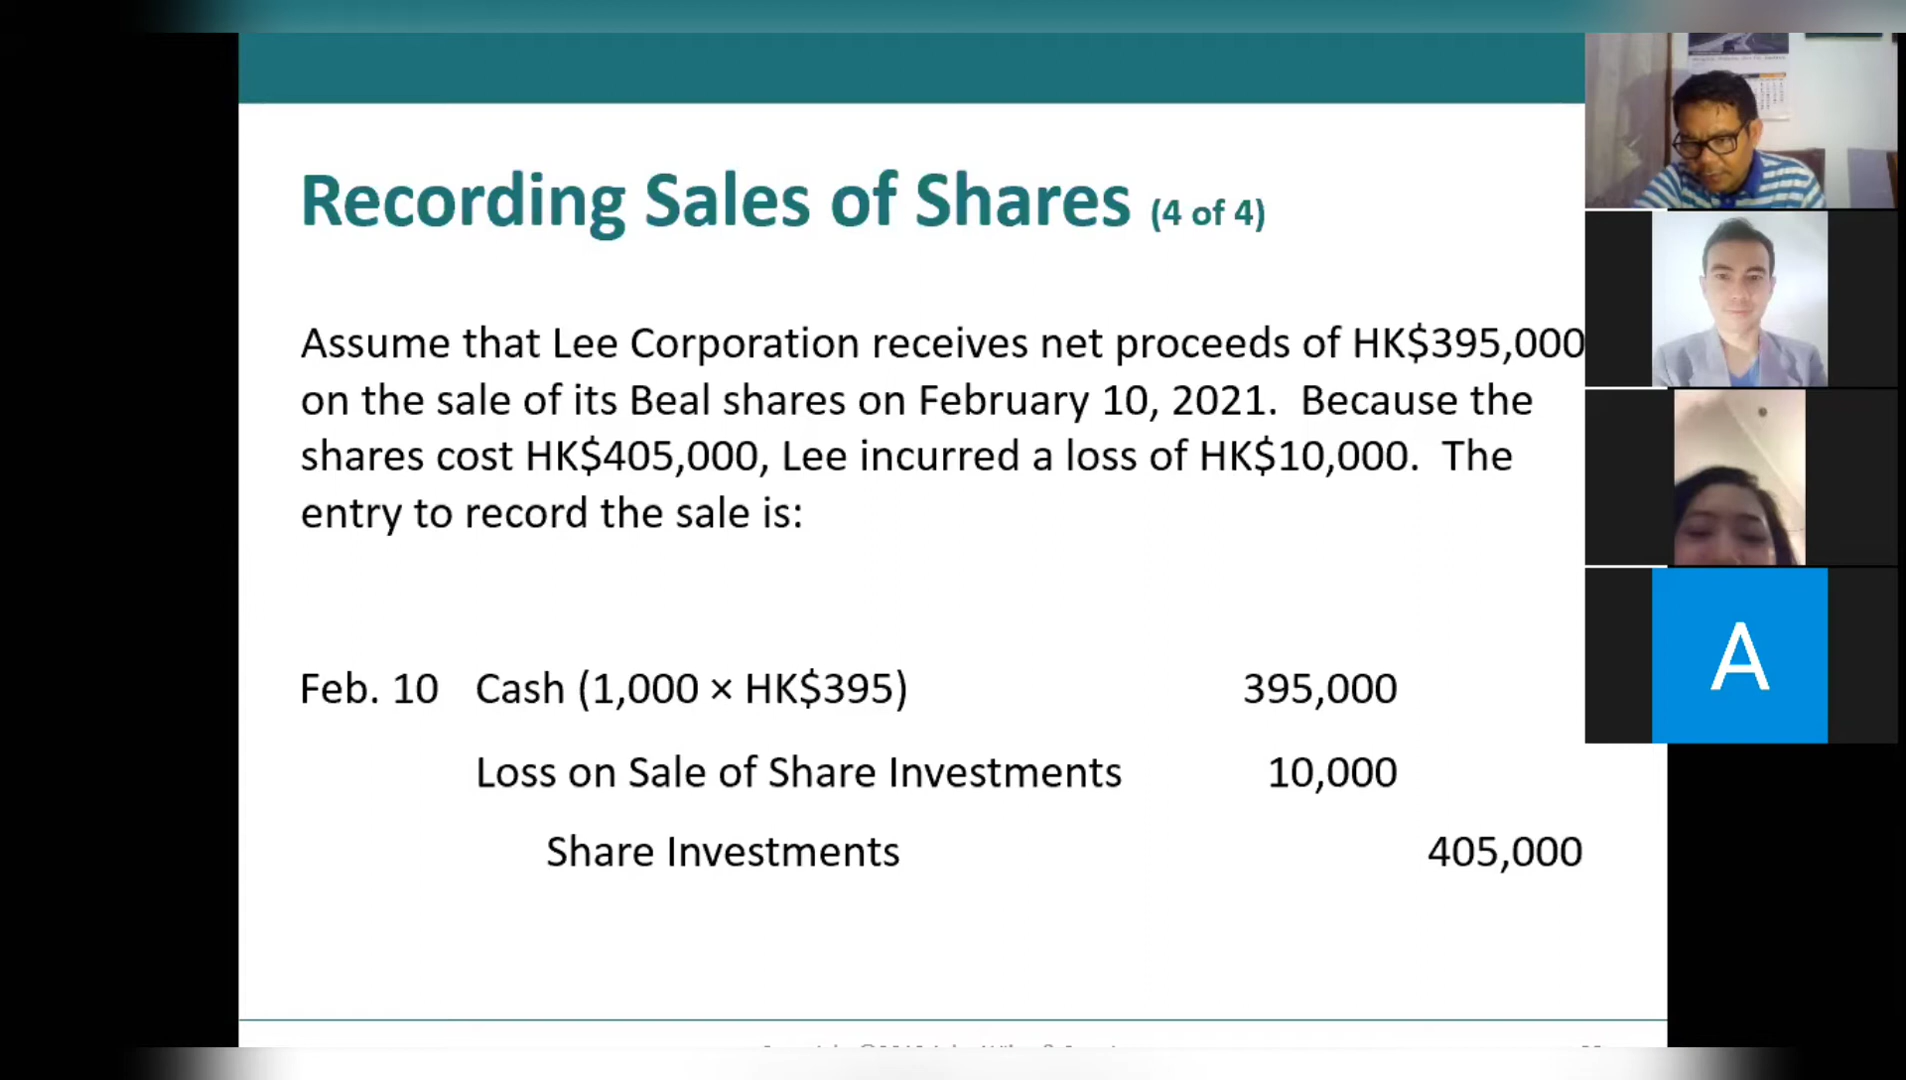 Recording Sales of Shares (4 of 4)
Assume that Lee Corporation receives net proceeds of HK$395,000
on the sale of its Beal shares on February 10, 2021.  Because the
shares cost HK$405,000, Lee incurred a loss of HK$10,000.  The
entry to record the sale is:
Feb. 10 Cash (1,000 × HK$395) 395,000
Loss on Sale of Share Investments 10,000
Share Investments 405,000
A